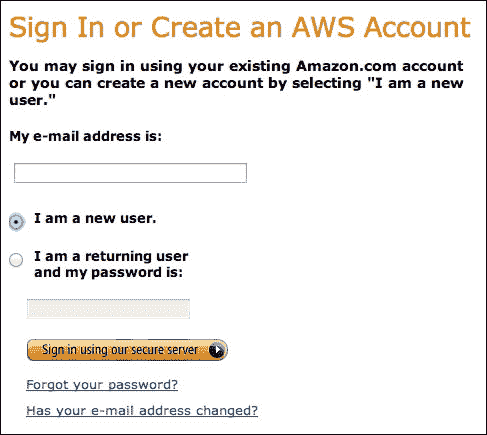 Sign In or Create an AWS Account
You may sign in using your existing Amazon.com account
or you can create a new account by selecting "I am a new
user."
My e-mail address is:
I am a new user.
I am a returning user
and my password is:
Sign in using our secure server
Forgot your password?
Has your e-mail address changed?